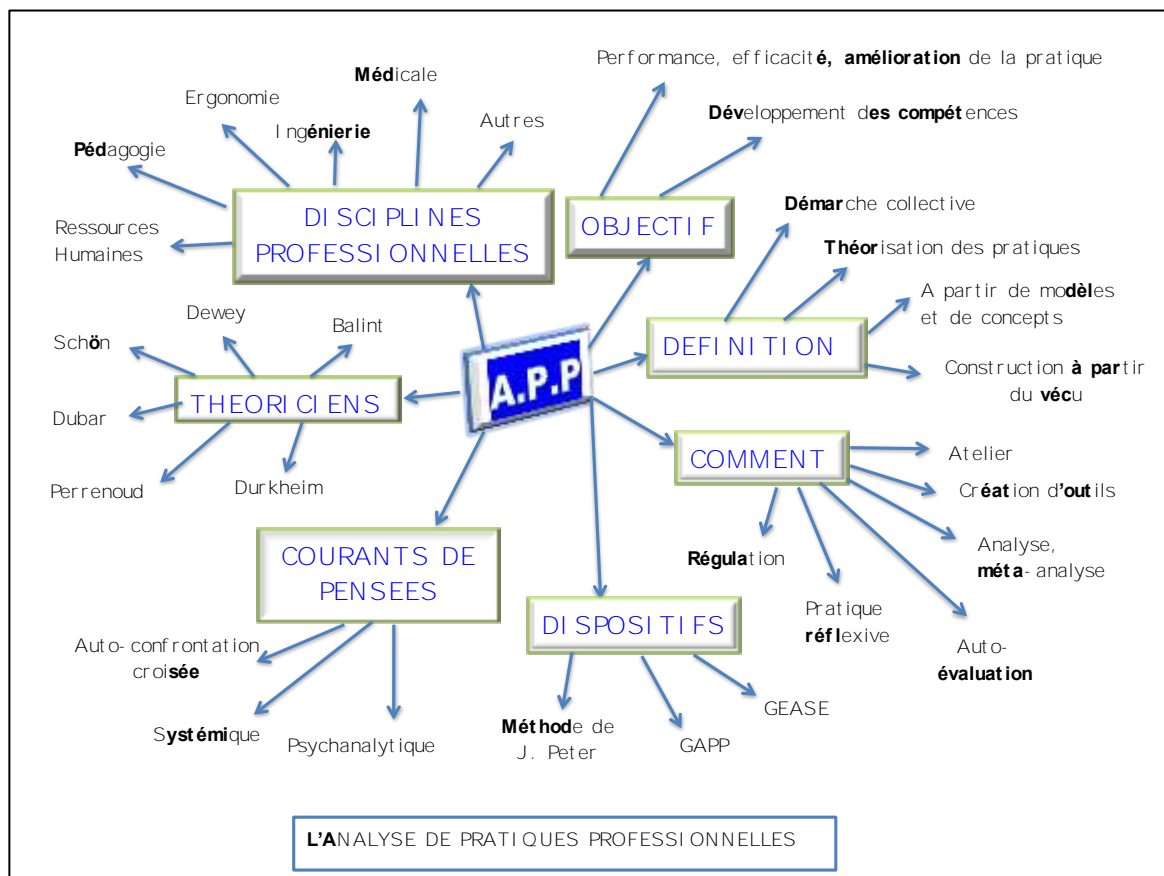 Performance, efficacité, amélioration de la pratique
Médicale
Ergonomie
Ingénierie
Autres
Développement des compétences
Pédagogie
DISCIPLINES
PROFESSIONNELLES
OBJECTIF
Démarche collective
Ressources
Humaines
Théorisation des pratiques
A partir de modèles
et de concepts
Dewey
Balint
Schön
DEFINITION
Construction à partir
du vécu
A.P.P
THEORICIENS
Dubar
COMMENT
Atelier
Perrenoud
Durkheim
Création d'outils
COURANTS DE
PENSEES
Régulation
Analyse,
méta-analyse
DISPOSITIFS
Pratique
réflexive
Auto-confrontation
croisée
Auto-
évaluation
Systémique
Psychanalytique
Méthode de
J. Peter
GAPP
GEASE
L'ANALYSE DE PRATIQUES PROFESSIONNELLES